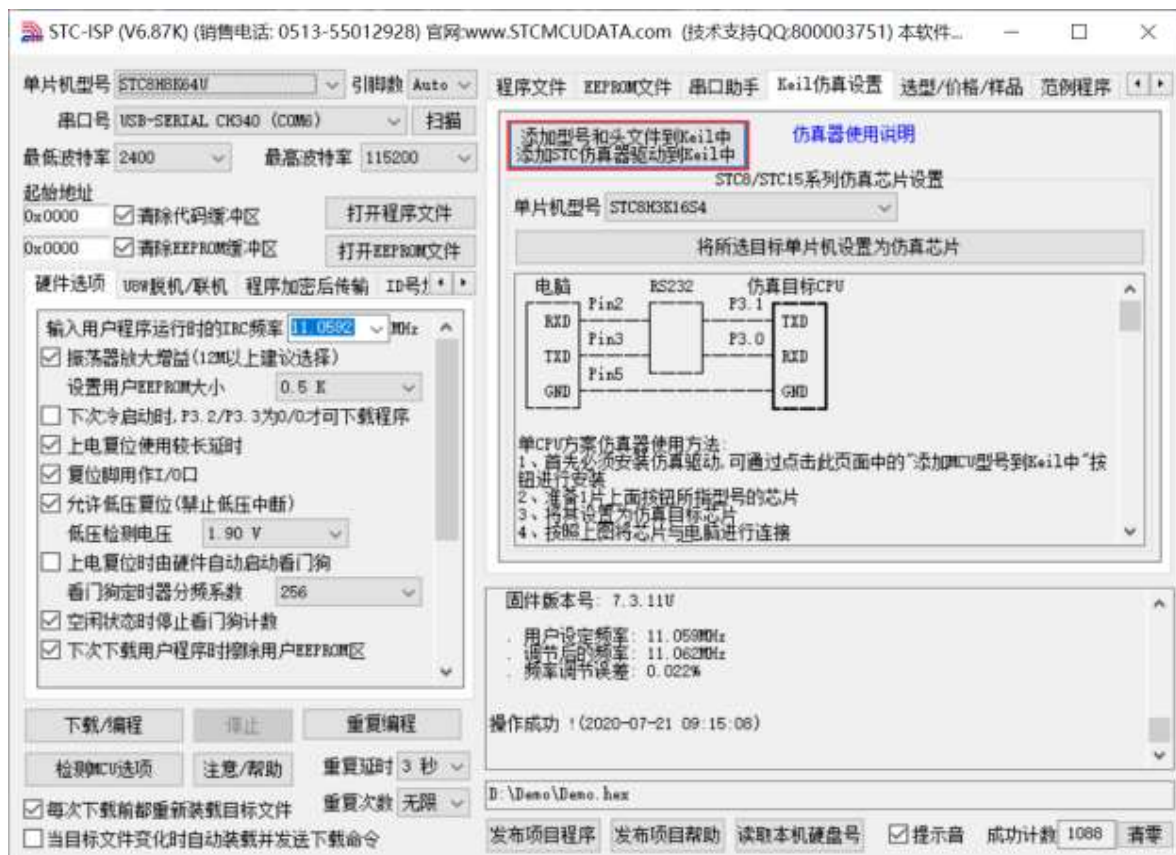 STC-ISP (V6.87K) (销售电话: 0513-55012928) 官网:www.STCMCUDATA.com (技术支持QQ:800003751) 本软件...
单片机型号 STC8H8K64U 引脚数 Auto
串口号 USB-SERIAL CH340 (COM6) 扫描
最低波特率 2400 最高波特率 115200
起始地址
0x0000 清除代码缓冲区 打开程序文件
0x0000 清除EEPROM缓冲区 打开EEPROM文件
硬件选项 U8W脱机/联机 程序加密后传输 ID号
输入用户程序运行时的IRC频率 11.0592 MHz
振荡器放大增益(12M以上建议选择)
设置用户EEPROM大小 0.5 K
下次冷启动时,P3.2/P3.3为0/0才可下载程序
上电复位使用较长延时
复位脚用作I/O口
允许低压复位(禁止低压中断)
低压检测电压 1.90 V
上电复位时由硬件自动启动看门狗
看门狗定时器分频系数 256
空闲状态时停止看门狗计数
下次下载用户程序时擦除用户EEPROM区
下载/编程 停止 重复编程
检测MCU选项 注意/帮助 重复延时 3 秒
每次下载前都重新装载目标文件 重复次数 无限
当目标文件变化时自动装载并发送下载命令
程序文件 EEPROM文件 串口助手 Keil仿真设置 选型/价格/样品 范例程序
添加型号和头文件到Keil中
添加STC仿真器驱动到Keil中
仿真器使用说明
STC8/STC15系列仿真芯片设置
单片机型号 STC8H3K16S4
将所选目标单片机设置为仿真芯片
电脑 RS232 仿真目标CPU
Pin2 P3.1
RXD TXD
Pin3 P3.0
TXD RXD
Pin5
GND GND
单CPU方案仿真器使用方法:
1、首先必须安装仿真驱动,可通过点击此页面中的"添加MCU型号到Keil中"按
钮进行安装
2、准备1片上面按钮所指型号的芯片
3、将其设置为仿真目标芯片
4、按照上图将芯片与电脑进行连接
固件版本号: 7.3.11U
. 用户设定频率: 11.059MHz
. 调节后的频率: 11.062MHz
. 频率调节误差: 0.022%
操作成功 !(2020-07-21 09:15:08)
D:\Demo\Demo.hex
发布项目程序 发布项目帮助 读取本机硬盘号 提示音 成功计数 1088 清零